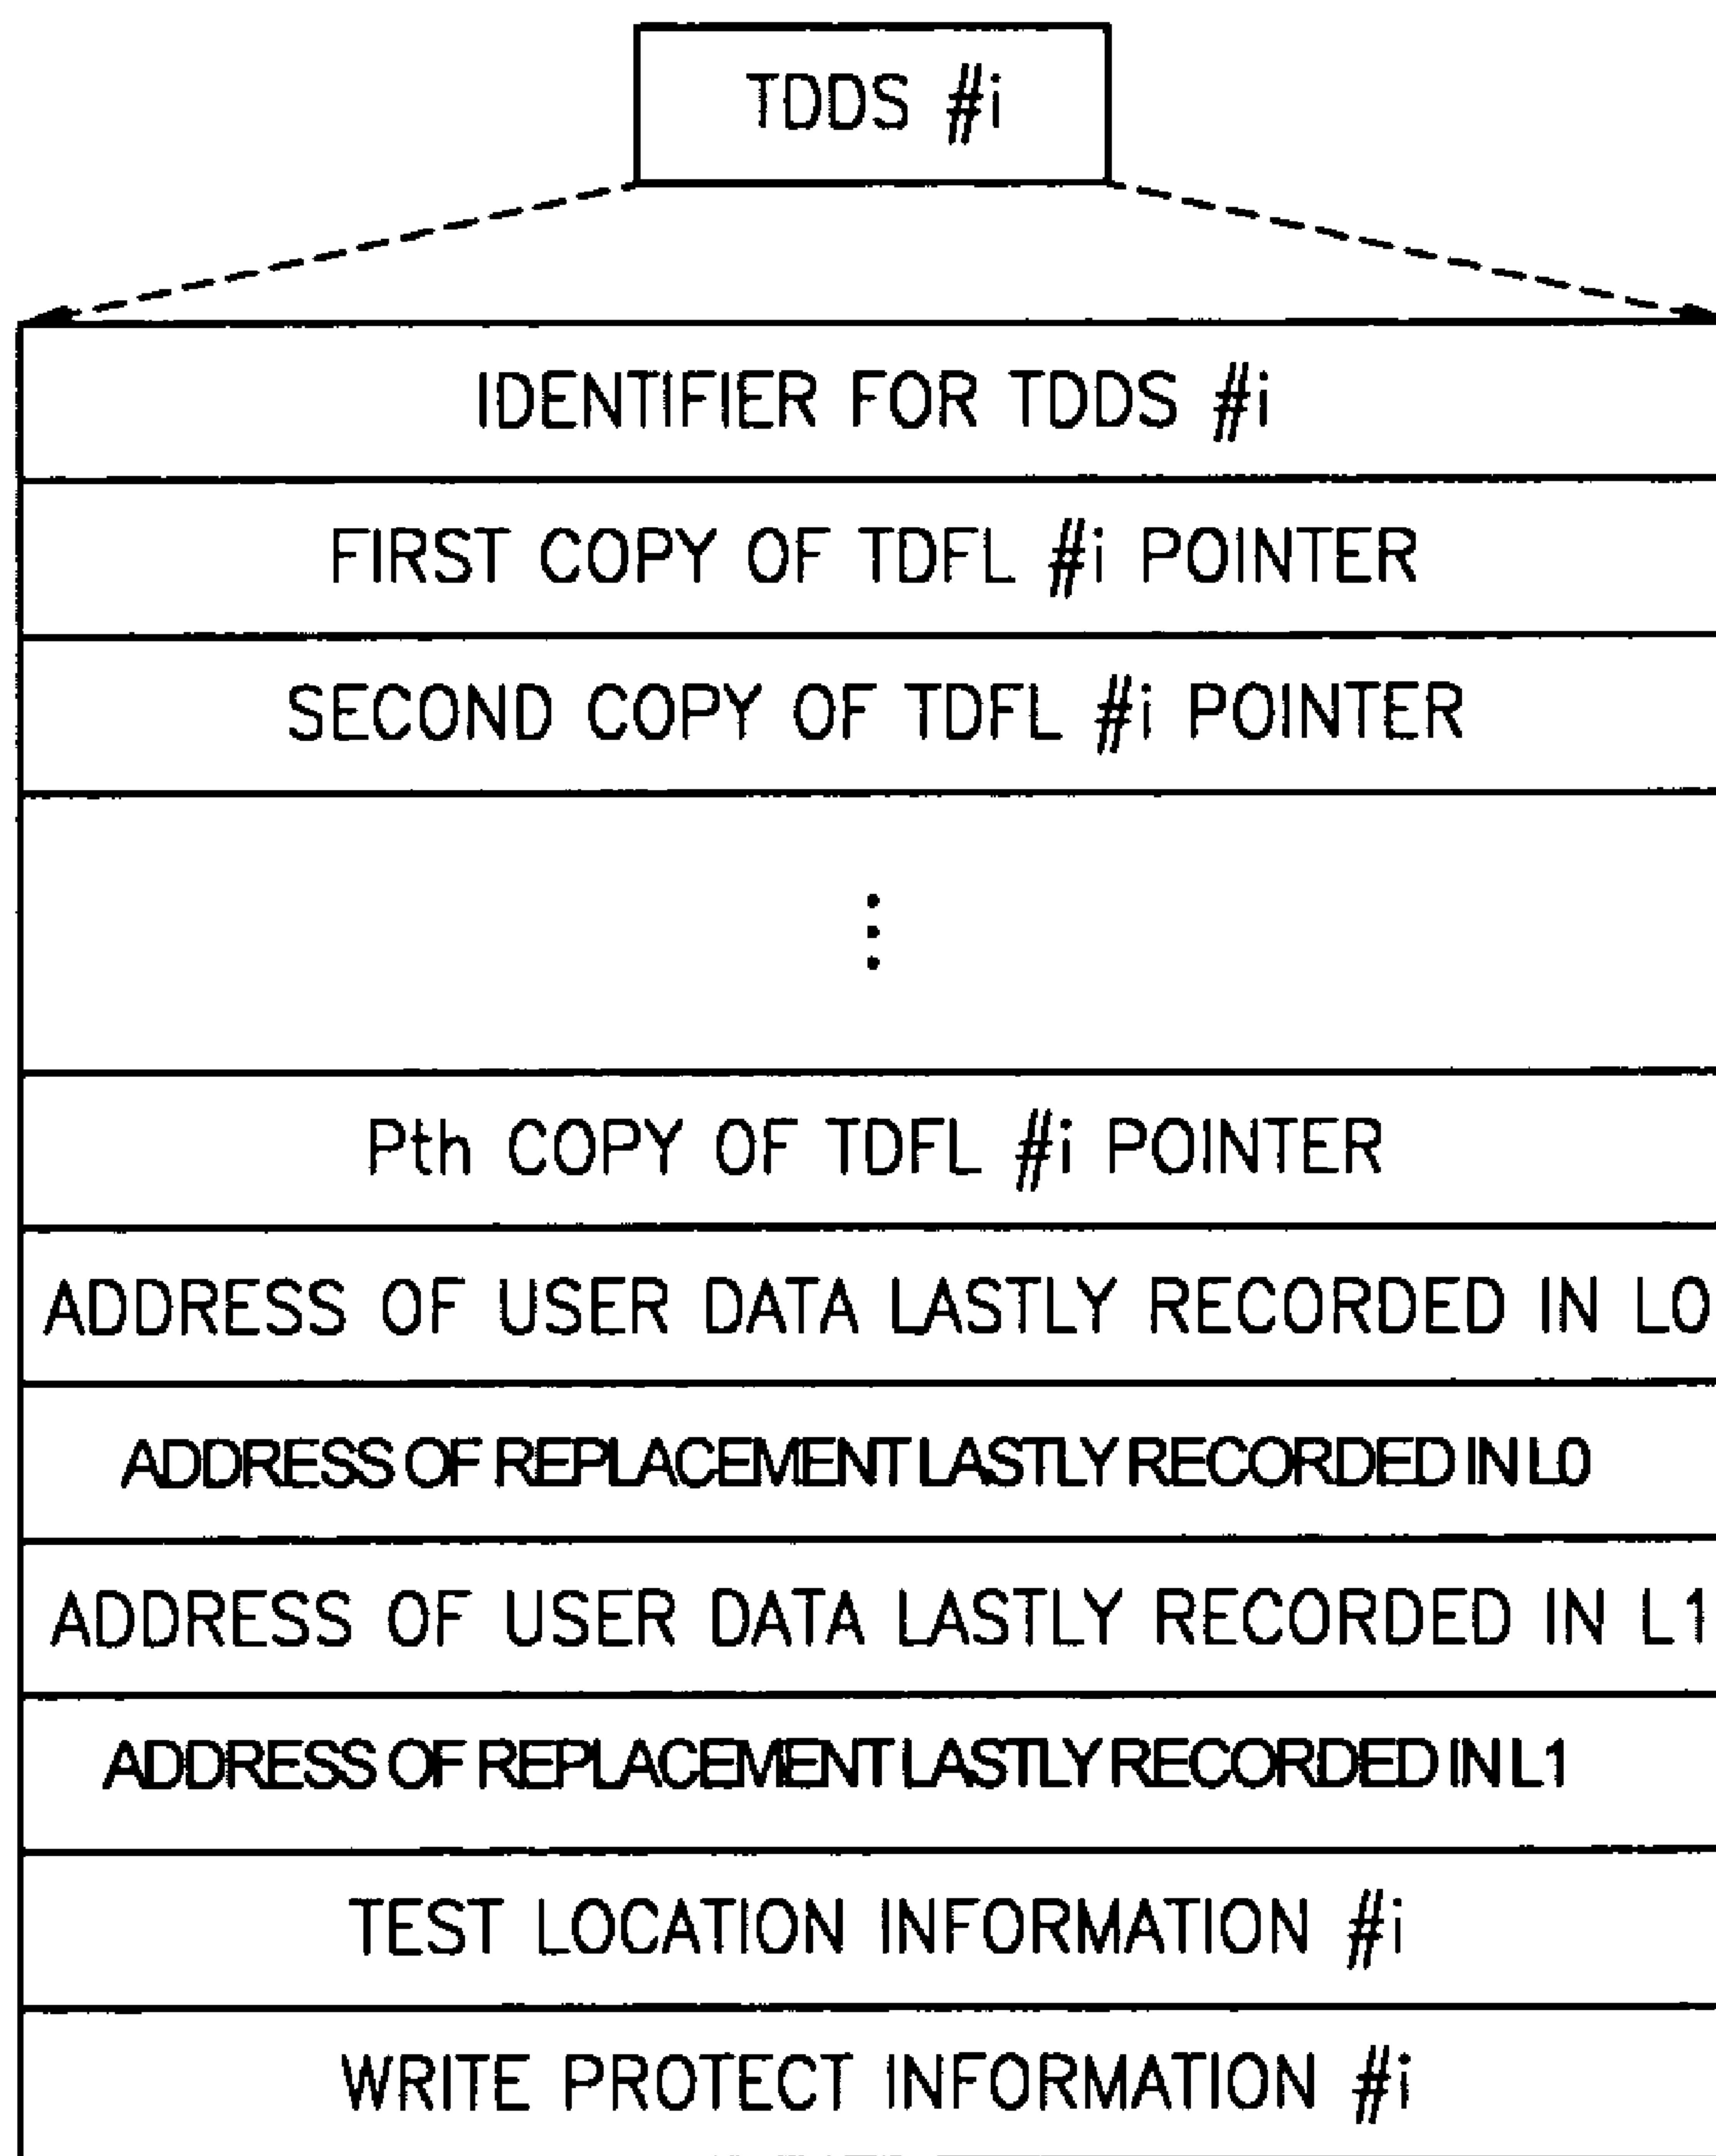 TDDS #i
IDENTIFIER FOR TDDS #i
FIRST COPY OF TDFL #i POINTER
SECOND COPY OF TDFL #i POINTER
⋮
Pth COPY OF TDFL #i POINTER
ADDRESS OF USER DATA LASTLY RECORDED IN L0
ADDRESS OF REPLACEMENT LASTLY RECORDED IN L0
ADDRESS OF USER DATA LASTLY RECORDED IN L1
ADDRESS OF REPLACEMENT LASTLY RECORDED IN L1
TEST LOCATION INFORMATION #i
WRITE PROTECT INFORMATION #i